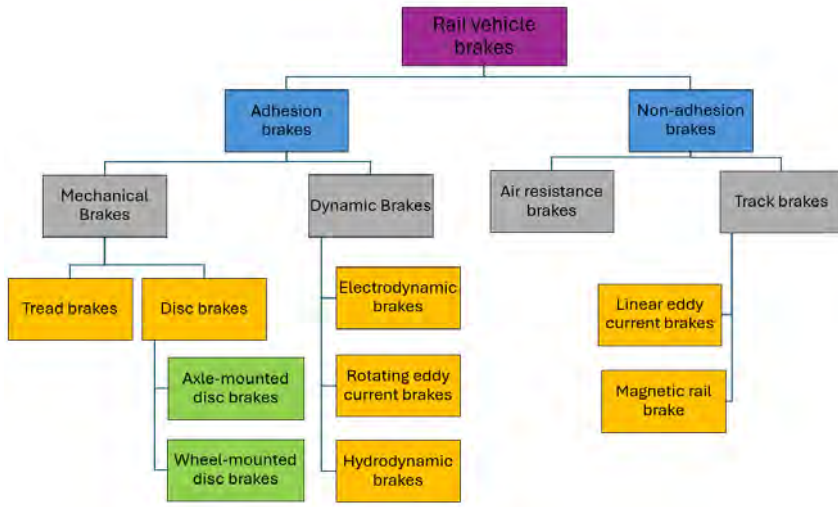 Rail vehicle
brakes
Adhesion
brakes
Non-adhesion
brakes
Mechanical
Brakes
Dynamic Brakes
Air resistance
brakes
Track brakes
Tread brakes
Disc brakes
Electrodynamic
brakes
Linear eddy
current brakes
Axle-mounted
disc brakes
Rotating eddy
current brakes
Magnetic rail
brake
Wheel-mounted
disc brakes
Hydrodynamic
brakes